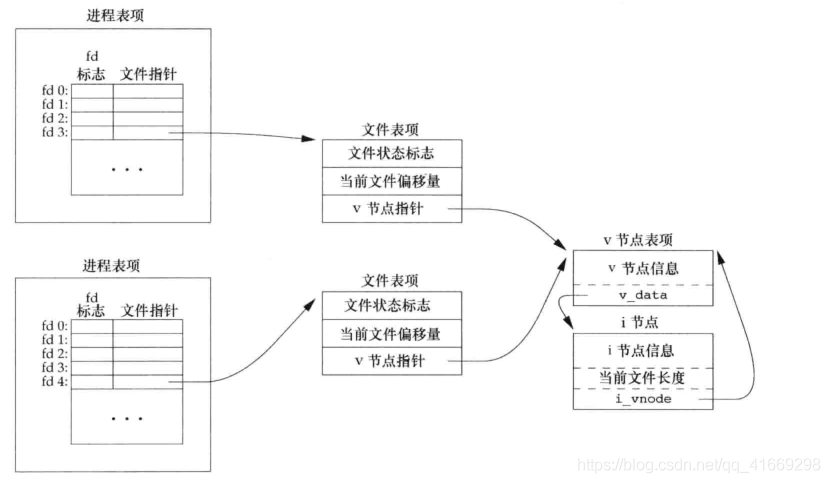 进程表项
fd
标志 文件指针
fd 0:
fd 1:
fd 2:
fd 3:
...
文件表项
文件状态标志
当前文件偏移量
v 节点指针
进程表项
fd
标志 文件指针
fd 0:
fd 1:
fd 2:
fd 3:
fd 4:
...
文件表项
文件状态标志
当前文件偏移量
v 节点指针
v 节点表项
v 节点信息
v_data
i 节点
i 节点信息
当前文件长度
i_vnode
https://blog.csdn.net/qq_41669298